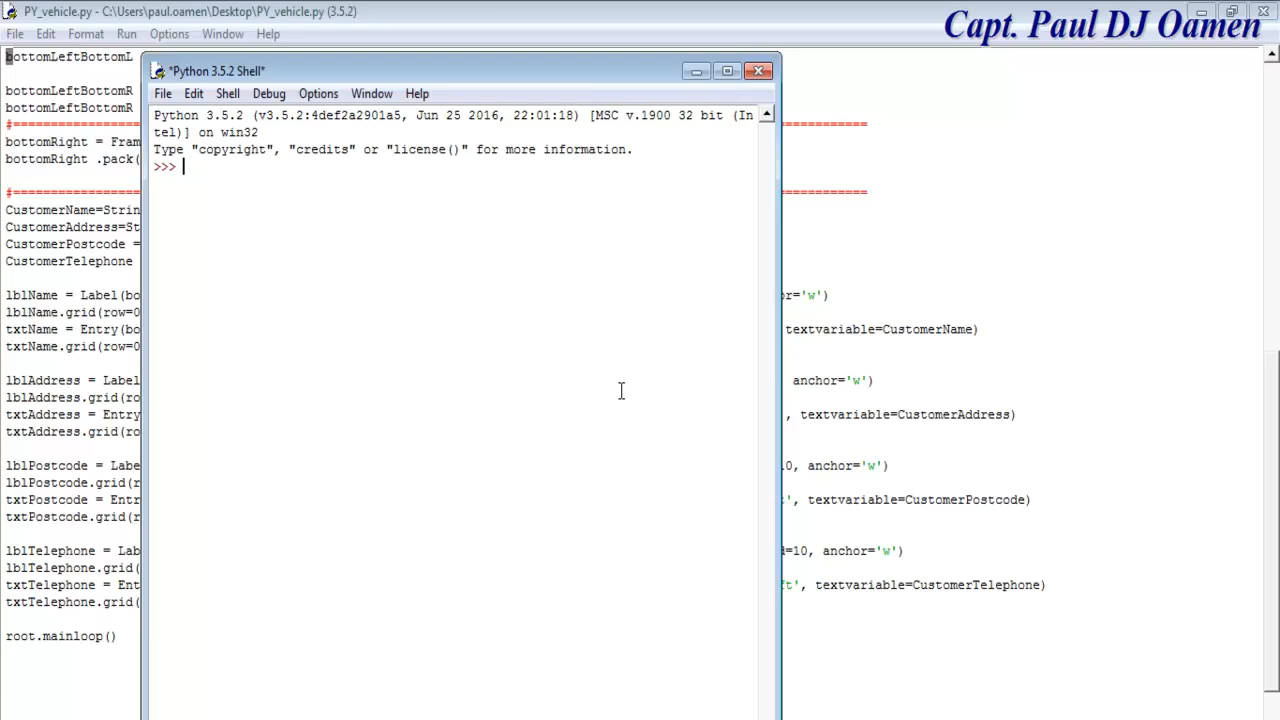 PY_vehicle.py - C:\Users\paul.oamen\Desktop\PY_vehicle.py (3.5.2)
Capt. Paul DJ Oamen
File Edit Format Run Options Window Help
bottomLeftBottomL
*Python 3.5.2 Shell*
File Edit Shell Debug Options Window Help
Python 3.5.2 (v3.5.2:4def2a2901a5, Jun 25 2016, 22:01:18) [MSC v.1900 32 bit (In
tel)] on win32
Type "copyright", "credits" or "license()" for more information.
>>>
bottomLeftBottomR
bottomLeftBottomR
bottomRight = Fram
bottomRight .pack(
CustomerName=Strin
CustomerAddress=St
CustomerPostcode =
CustomerTelephone
lblName = Label(bo or='w')
lblName.grid(row=0
txtName = Entry(bo textvariable=CustomerName)
txtName.grid(row=0
lblAddress = Label anchor='w')
lblAddress.grid(ro
txtAddress = Entry , textvariable=CustomerAddress)
txtAddress.grid(ro
lblPostcode = Labe 10, anchor='w')
lblPostcode.grid(r
txtPostcode = Entr ', textvariable=CustomerPostcode)
txtPostcode.grid(r
lblTelephone = Lab d=10, anchor='w')
lblTelephone.grid(
txtTelephone = Ent ft', textvariable=CustomerTelephone)
txtTelephone.grid(
root.mainloop()